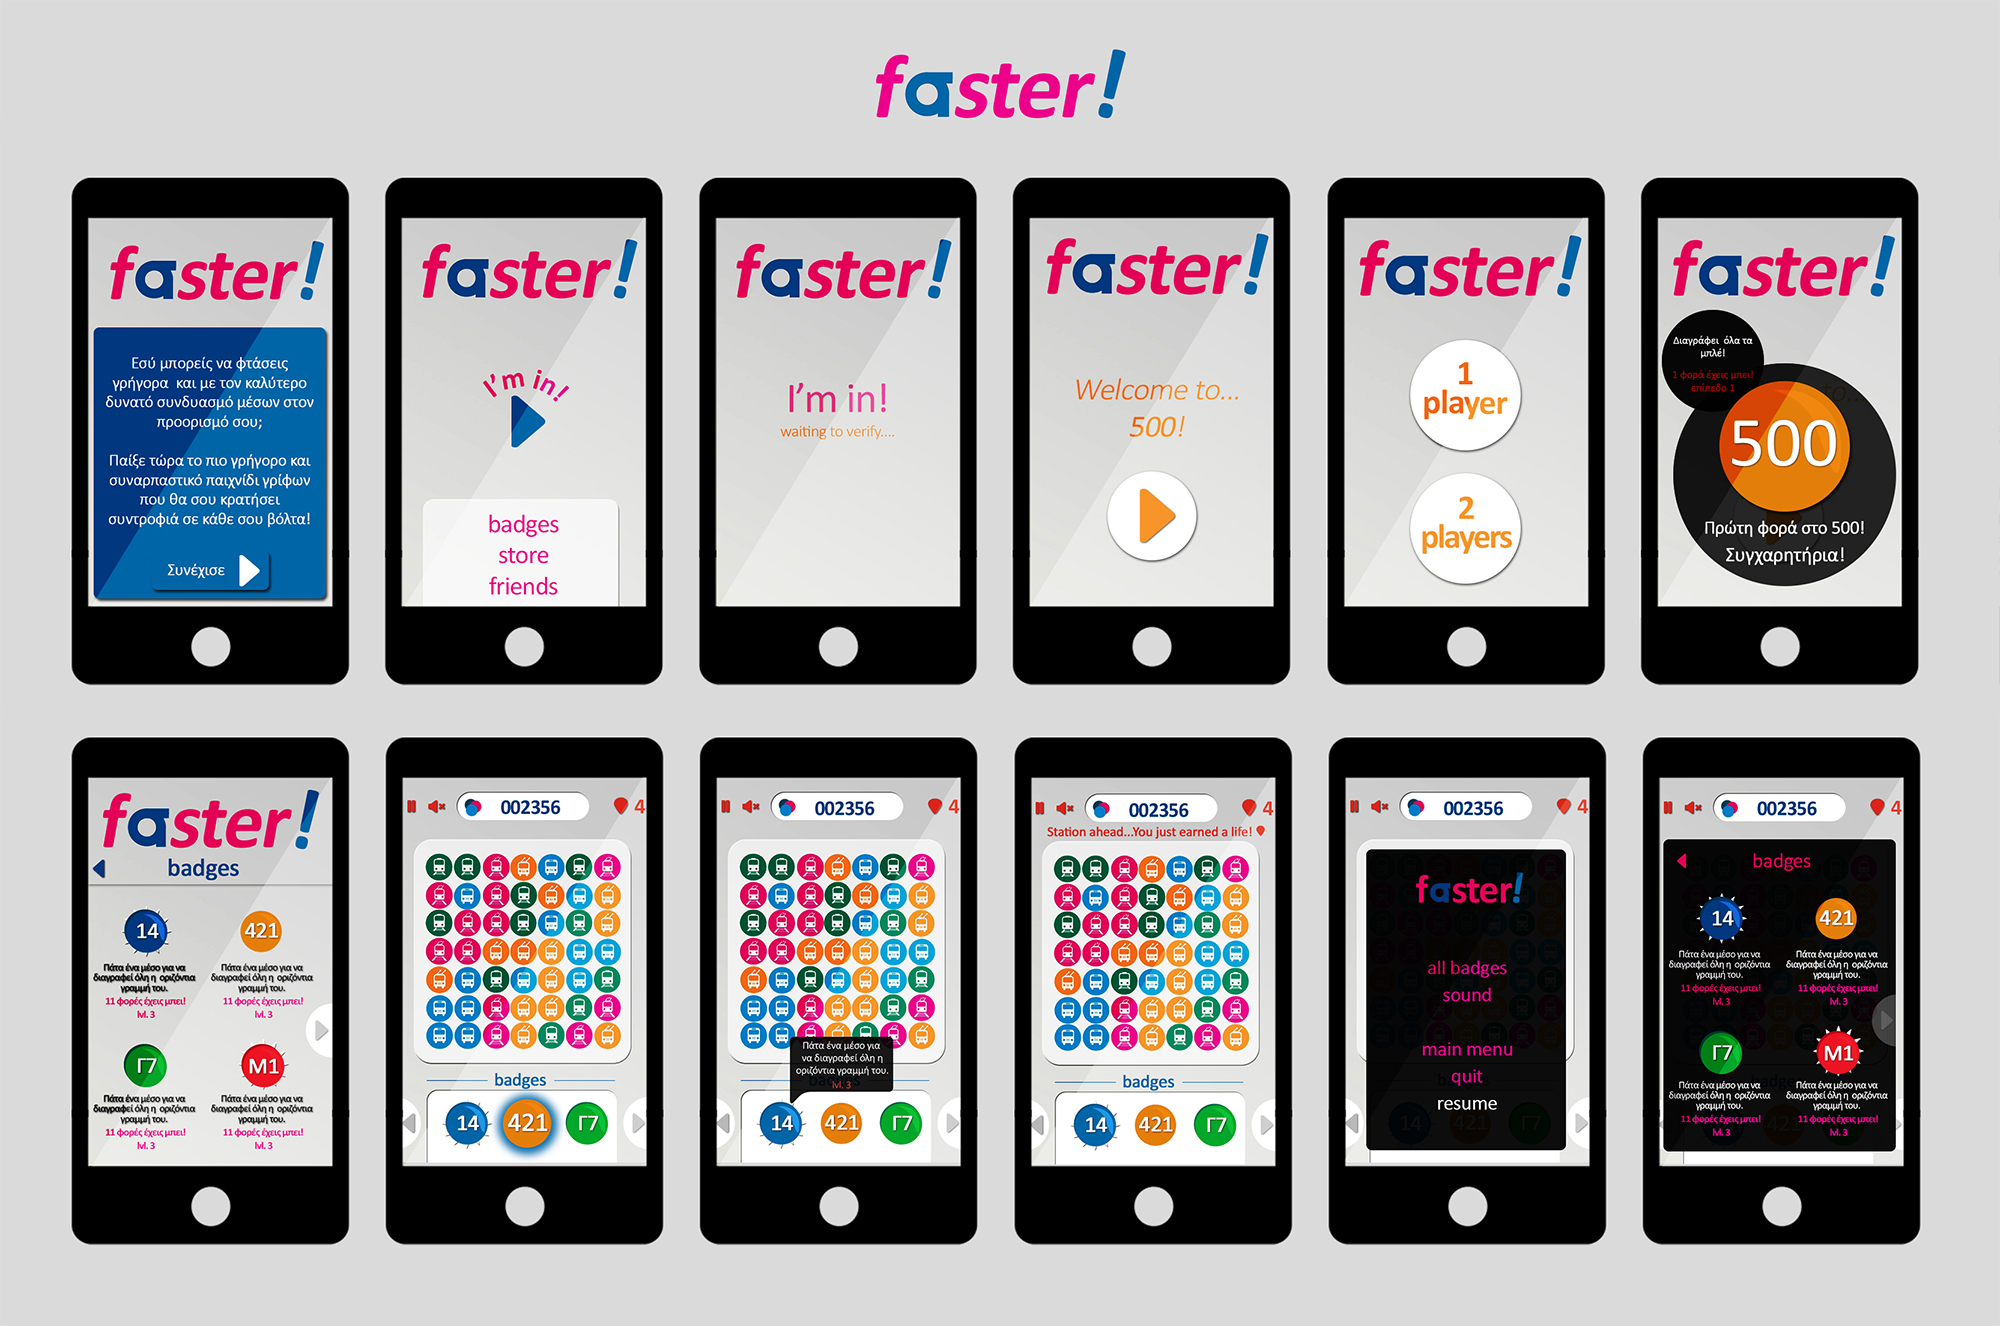 faster!
faster!
Εσύ μπορείς να φτάσεις
γρήγορα και με τον καλύτερο
δυνατό συνδυασμό μέσων στον
προορισμό σου;
Παίξε τώρα το πιο γρήγορο και
συναρπαστικό παιχνίδι γρίφων
που θα σου κρατήσει
συντροφιά σε κάθε σου βόλτα!
Συνέχισε
faster!
I'm in!
badges
store
friends
faster!
I'm in!
waiting to verify....
faster!
Welcome to...
500!
faster!
1
player
2
players
faster!
Διαγράφει όλα τα
μπλέ!
1 φορά έχεις μπει!
επίπεδο 1
500
Πρώτη φορά στο 500!
Συγχαρητήρια!
faster!
badges
14
Πάτα ένα μέσο για να
διαγραφεί όλη η οριζόντια
γραμμή του.
11 φορές έχεις μπει!
lvl. 3
421
Πάτα ένα μέσο για να
διαγραφεί όλη η οριζόντια
γραμμή του.
11 φορές έχεις μπει!
lvl. 3
Γ7
Πάτα ένα μέσο για να
διαγραφεί όλη η οριζόντια
γραμμή του.
11 φορές έχεις μπει!
lvl. 3
M1
Πάτα ένα μέσο για να
διαγραφεί όλη η οριζόντια
γραμμή του.
11 φορές έχεις μπει!
lvl. 3
002356
4
badges
14
421
Γ7
002356
4
Πάτα ένα μέσο για
να διαγραφεί όλη η
οριζόντια γραμμή του.
lvl. 3
14
421
Γ7
002356
4
Station ahead...You just earned a life!
badges
14
421
Γ7
002356
4
faster!
all badges
sound
main menu
quit
resume
14
421
Γ7
002356
4
badges
14
Πάτα ένα μέσο για να
διαγραφεί όλη η οριζόντια
γραμμή του.
11 φορές έχεις μπει!
lvl. 3
421
Πάτα ένα μέσο για να
διαγραφεί όλη η οριζόντια
γραμμή του.
11 φορές έχεις μπει!
lvl. 3
Γ7
Πάτα ένα μέσο για να
διαγραφεί όλη η οριζόντια
γραμμή του.
11 φορές έχεις μπει!
lvl. 3
M1
Πάτα ένα μέσο για να
διαγραφεί όλη η οριζόντια
γραμμή του.
11 φορές έχεις μπει!
lvl. 3